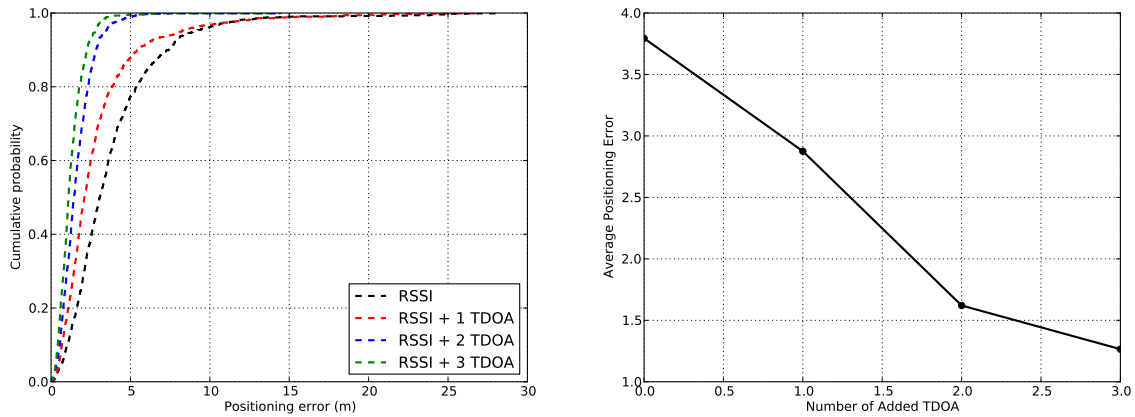 1.0
0.8
0.6
0.4
0.2
0.0
Cumulative probability
0 5 10 15 20 25 30
Positioning error (m)
RSSI
RSSI + 1 TDOA
RSSI + 2 TDOA
RSSI + 3 TDOA
4.0
3.5
3.0
2.5
2.0
1.5
1.0
Average Positioning Error
0.0 0.5 1.0 1.5 2.0 2.5 3.0
Number of Added TDOA